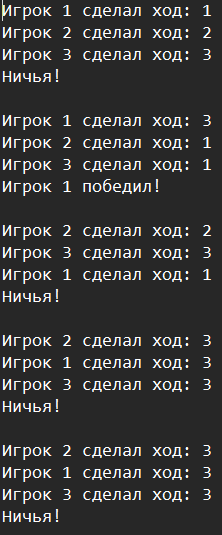 Игрок 1 сделал ход: 1
Игрок 2 сделал ход: 2
Игрок 3 сделал ход: 3
Ничья!

Игрок 1 сделал ход: 3
Игрок 2 сделал ход: 1
Игрок 3 сделал ход: 1
Игрок 1 победил!

Игрок 2 сделал ход: 2
Игрок 3 сделал ход: 3
Игрок 1 сделал ход: 1
Ничья!

Игрок 2 сделал ход: 3
Игрок 1 сделал ход: 3
Игрок 3 сделал ход: 3
Ничья!

Игрок 2 сделал ход: 3
Игрок 1 сделал ход: 3
Игрок 3 сделал ход: 3
Ничья!